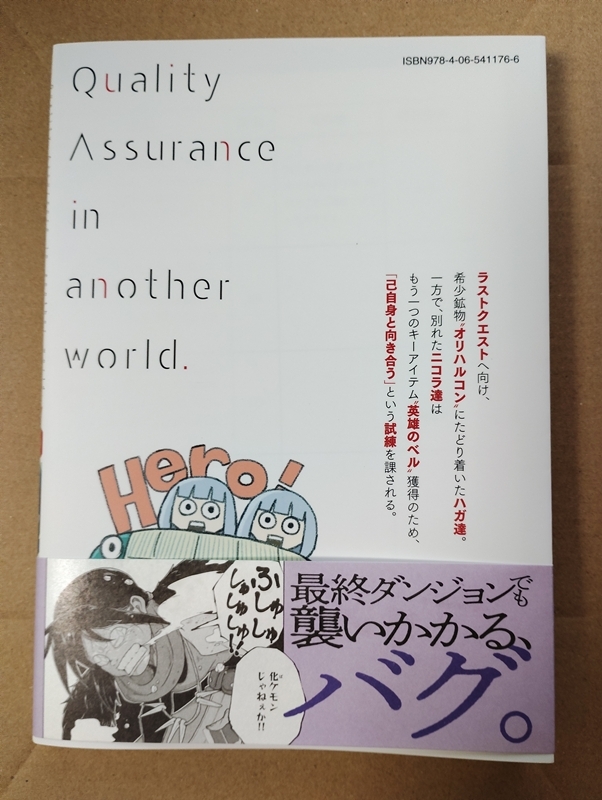 ISBN978-4-06-541176-6
Quality
Assurance
in
another
world.
ラストクエストへ向け、
希少鉱物“オリハルコン”にたどり着いたハガ達。
一方で、別れたニコラ達は
もう一つのキーアイテム“英雄のベル”獲得のため、
「己自身と向き合う」という試練を課される。
Hero!
ふしゅ
しゅしゅ
しゅしゅ!!
化ケモン
じゃねぇか!!
最終ダンジョンでも
襲いかかる、
バグ。